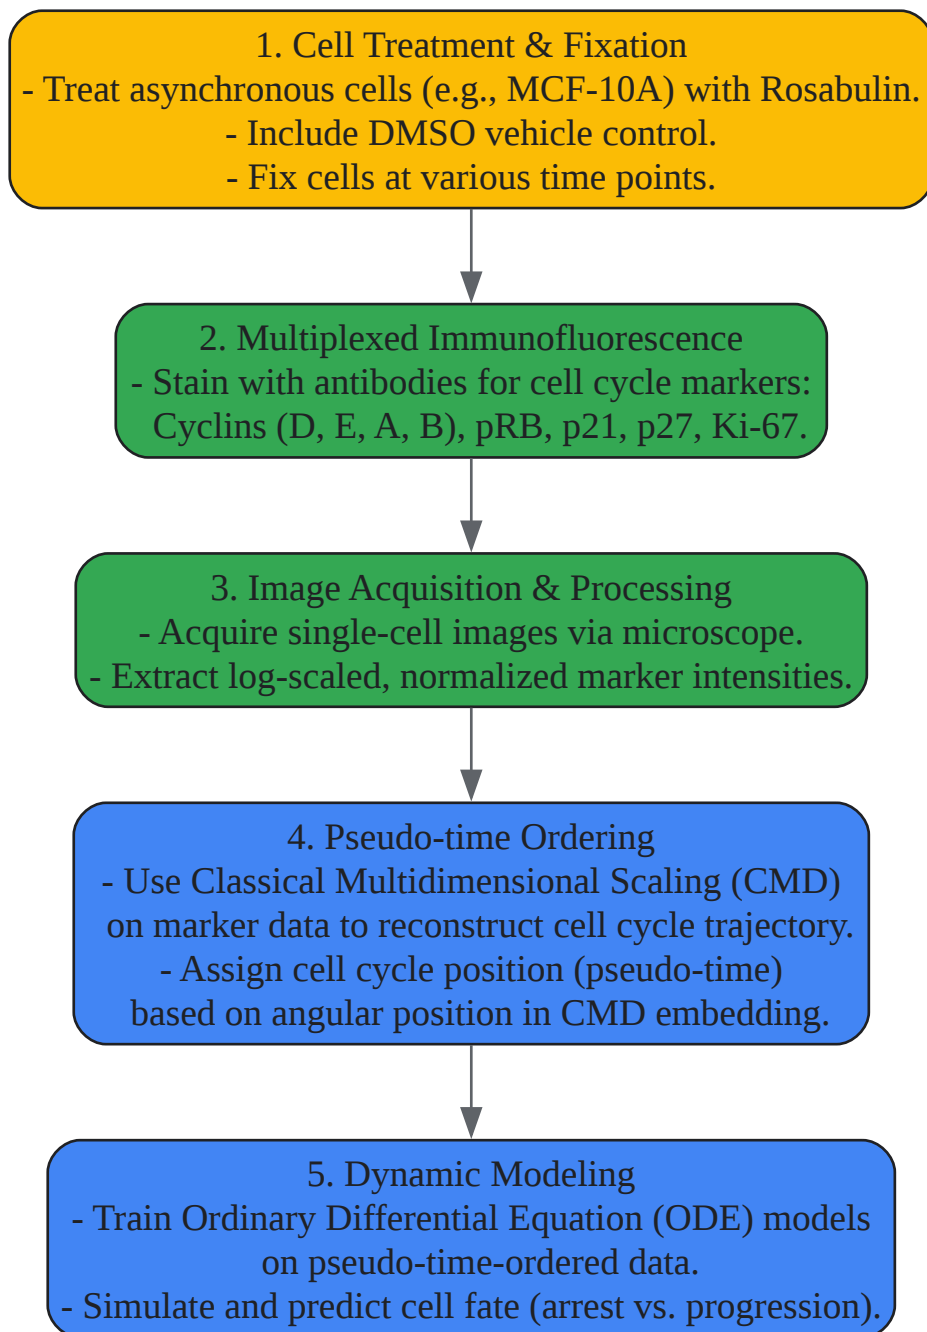 1. Cell Treatment & Fixation
- Treat asynchronous cells (e.g., MCF-10A) with Rosabulin.
- Include DMSO vehicle control.
- Fix cells at various time points.
2. Multiplexed Immunofluorescence
- Stain with antibodies for cell cycle markers:
Cyclins (D, E, A, B), pRB, p21, p27, Ki-67.
3. Image Acquisition & Processing
- Acquire single-cell images via microscope.
- Extract log-scaled, normalized marker intensities.
4. Pseudo-time Ordering
- Use Classical Multidimensional Scaling (CMD)
on marker data to reconstruct cell cycle trajectory.
- Assign cell cycle position (pseudo-time)
based on angular position in CMD embedding.
5. Dynamic Modeling
- Train Ordinary Differential Equation (ODE) models
on pseudo-time-ordered data.
- Simulate and predict cell fate (arrest vs. progression).